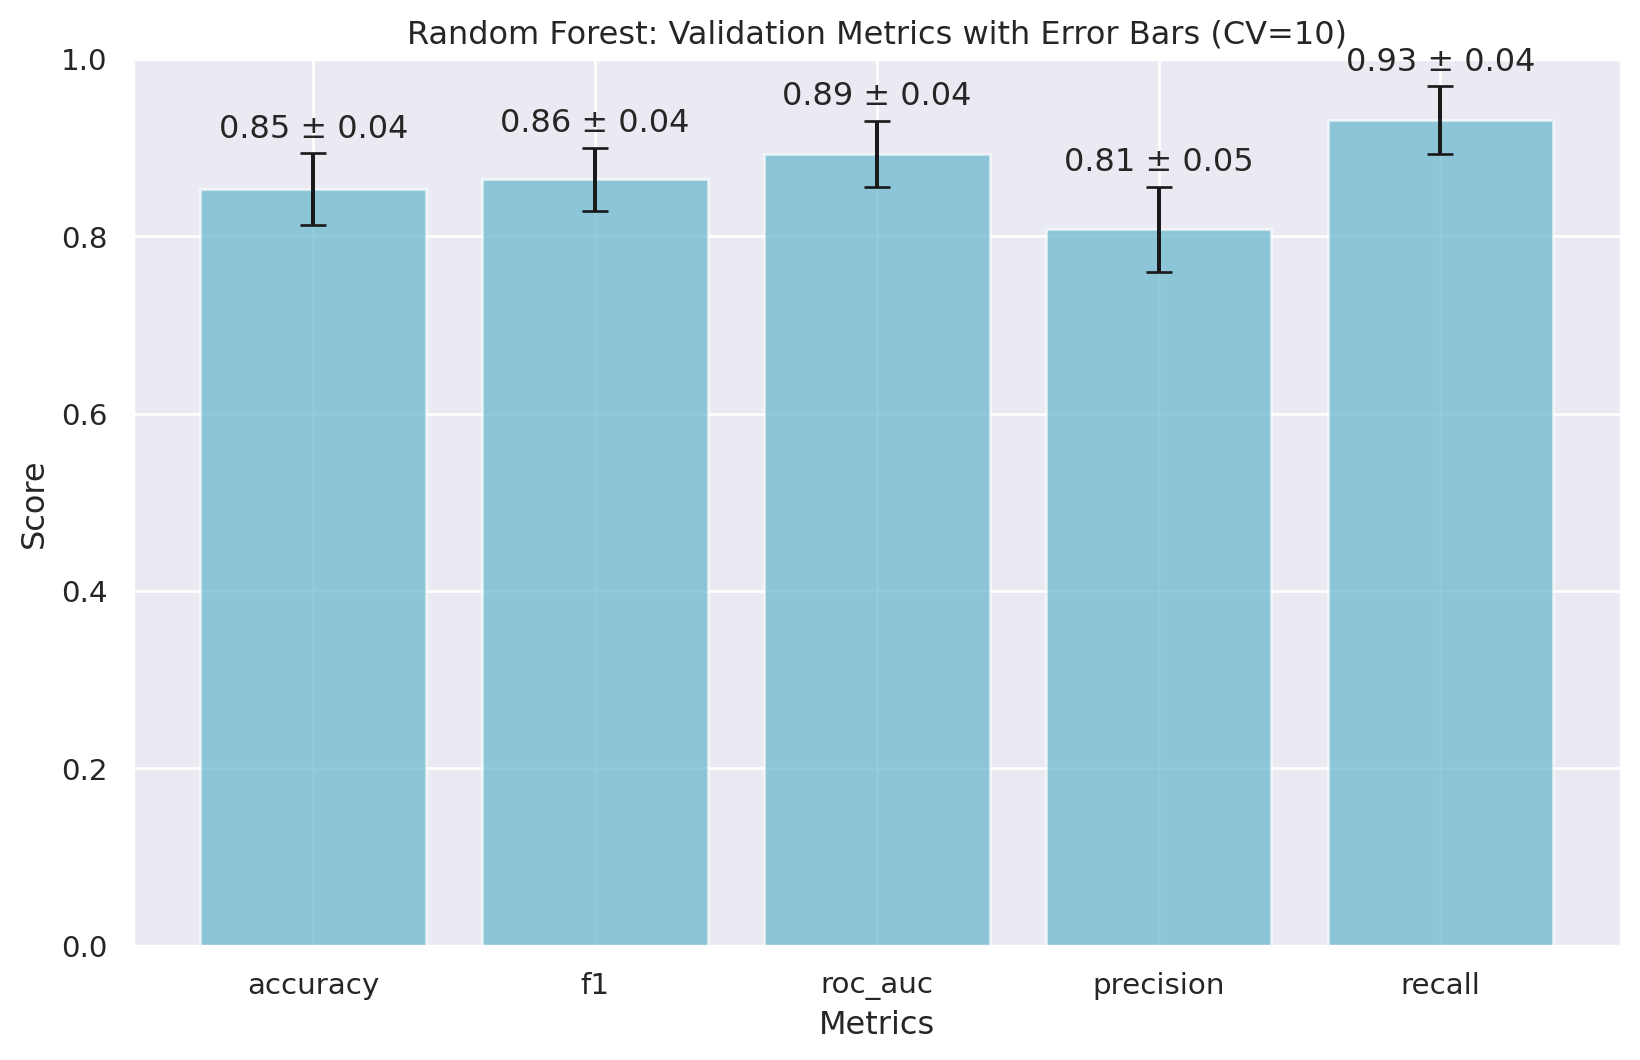 Random Forest: Validation Metrics with Error Bars (CV=10)
1.0
0.8
0.6
0.4
0.2
0.0
Score
0.85 ± 0.04
0.86 ± 0.04
0.89 ± 0.04
0.81 ± 0.05
0.93 ± 0.04
accuracy
f1
roc_auc
precision
recall
Metrics